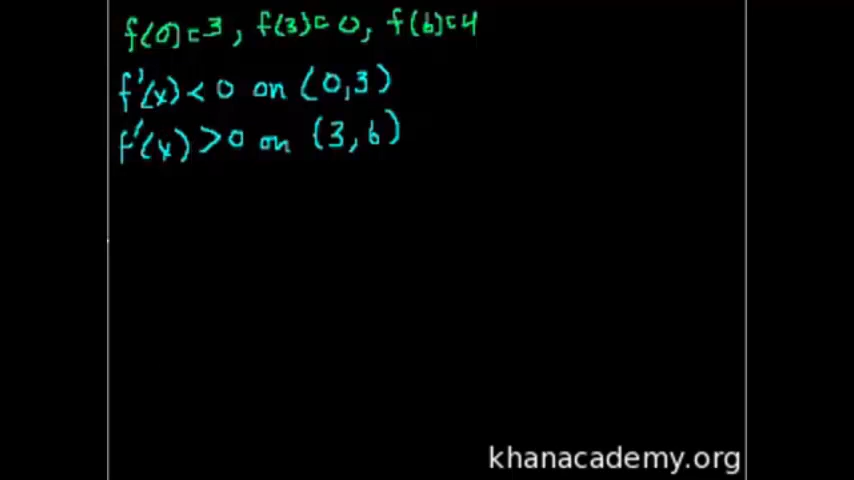 f(0)=3, f(3)=0, f(6)=4
f'(x) < 0 on (0,3)
f'(x) > 0 on (3,6)
khanacademy.org